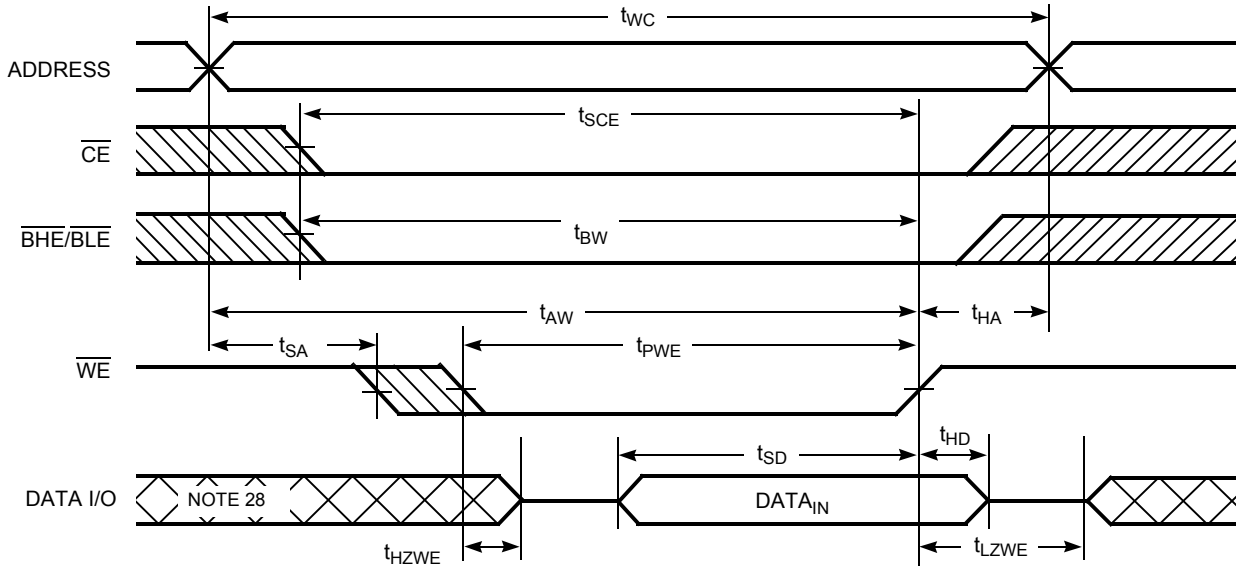 tWC
ADDRESS
tSCE
CE
BHE/BLE
tBW
tAW
tHA
tSA
tPWE
WE
tHD
tSD
DATA I/O
NOTE 28
DATAIN
tHZWE
tLZWE